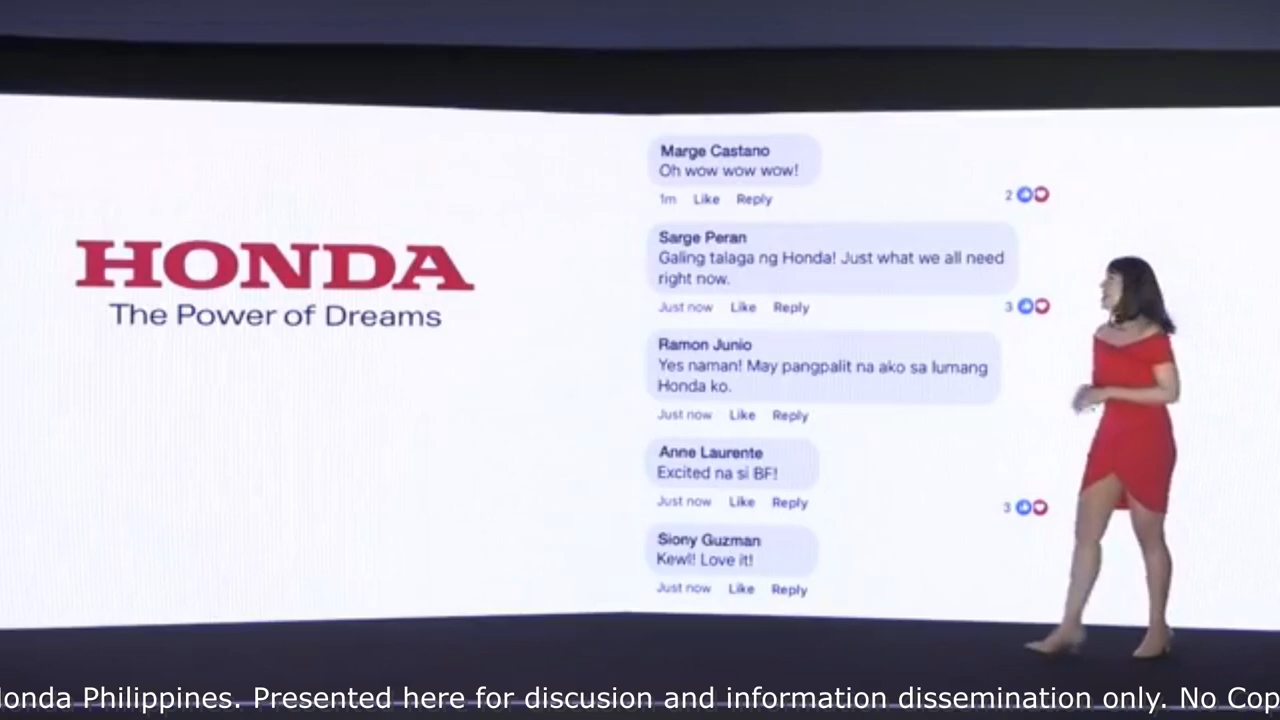 HONDA
The Power of Dreams
Marge Castano
Oh wow wow wow!
1m Like Reply 2
Sarge Peran
Galing talaga ng Honda! Just what we all need
right now.
Just now Like Reply 3
Ramon Junio
Yes naman! May pangpalit na ako sa lumang
Honda ko.
Just now Like Reply
Anne Laurente
Excited na si BF!
Just now Like Reply 3
Siony Guzman
Kewl! Love it!
Just now Like Reply
onda Philippines. Presented here for discusion and information dissemination only. No Cop